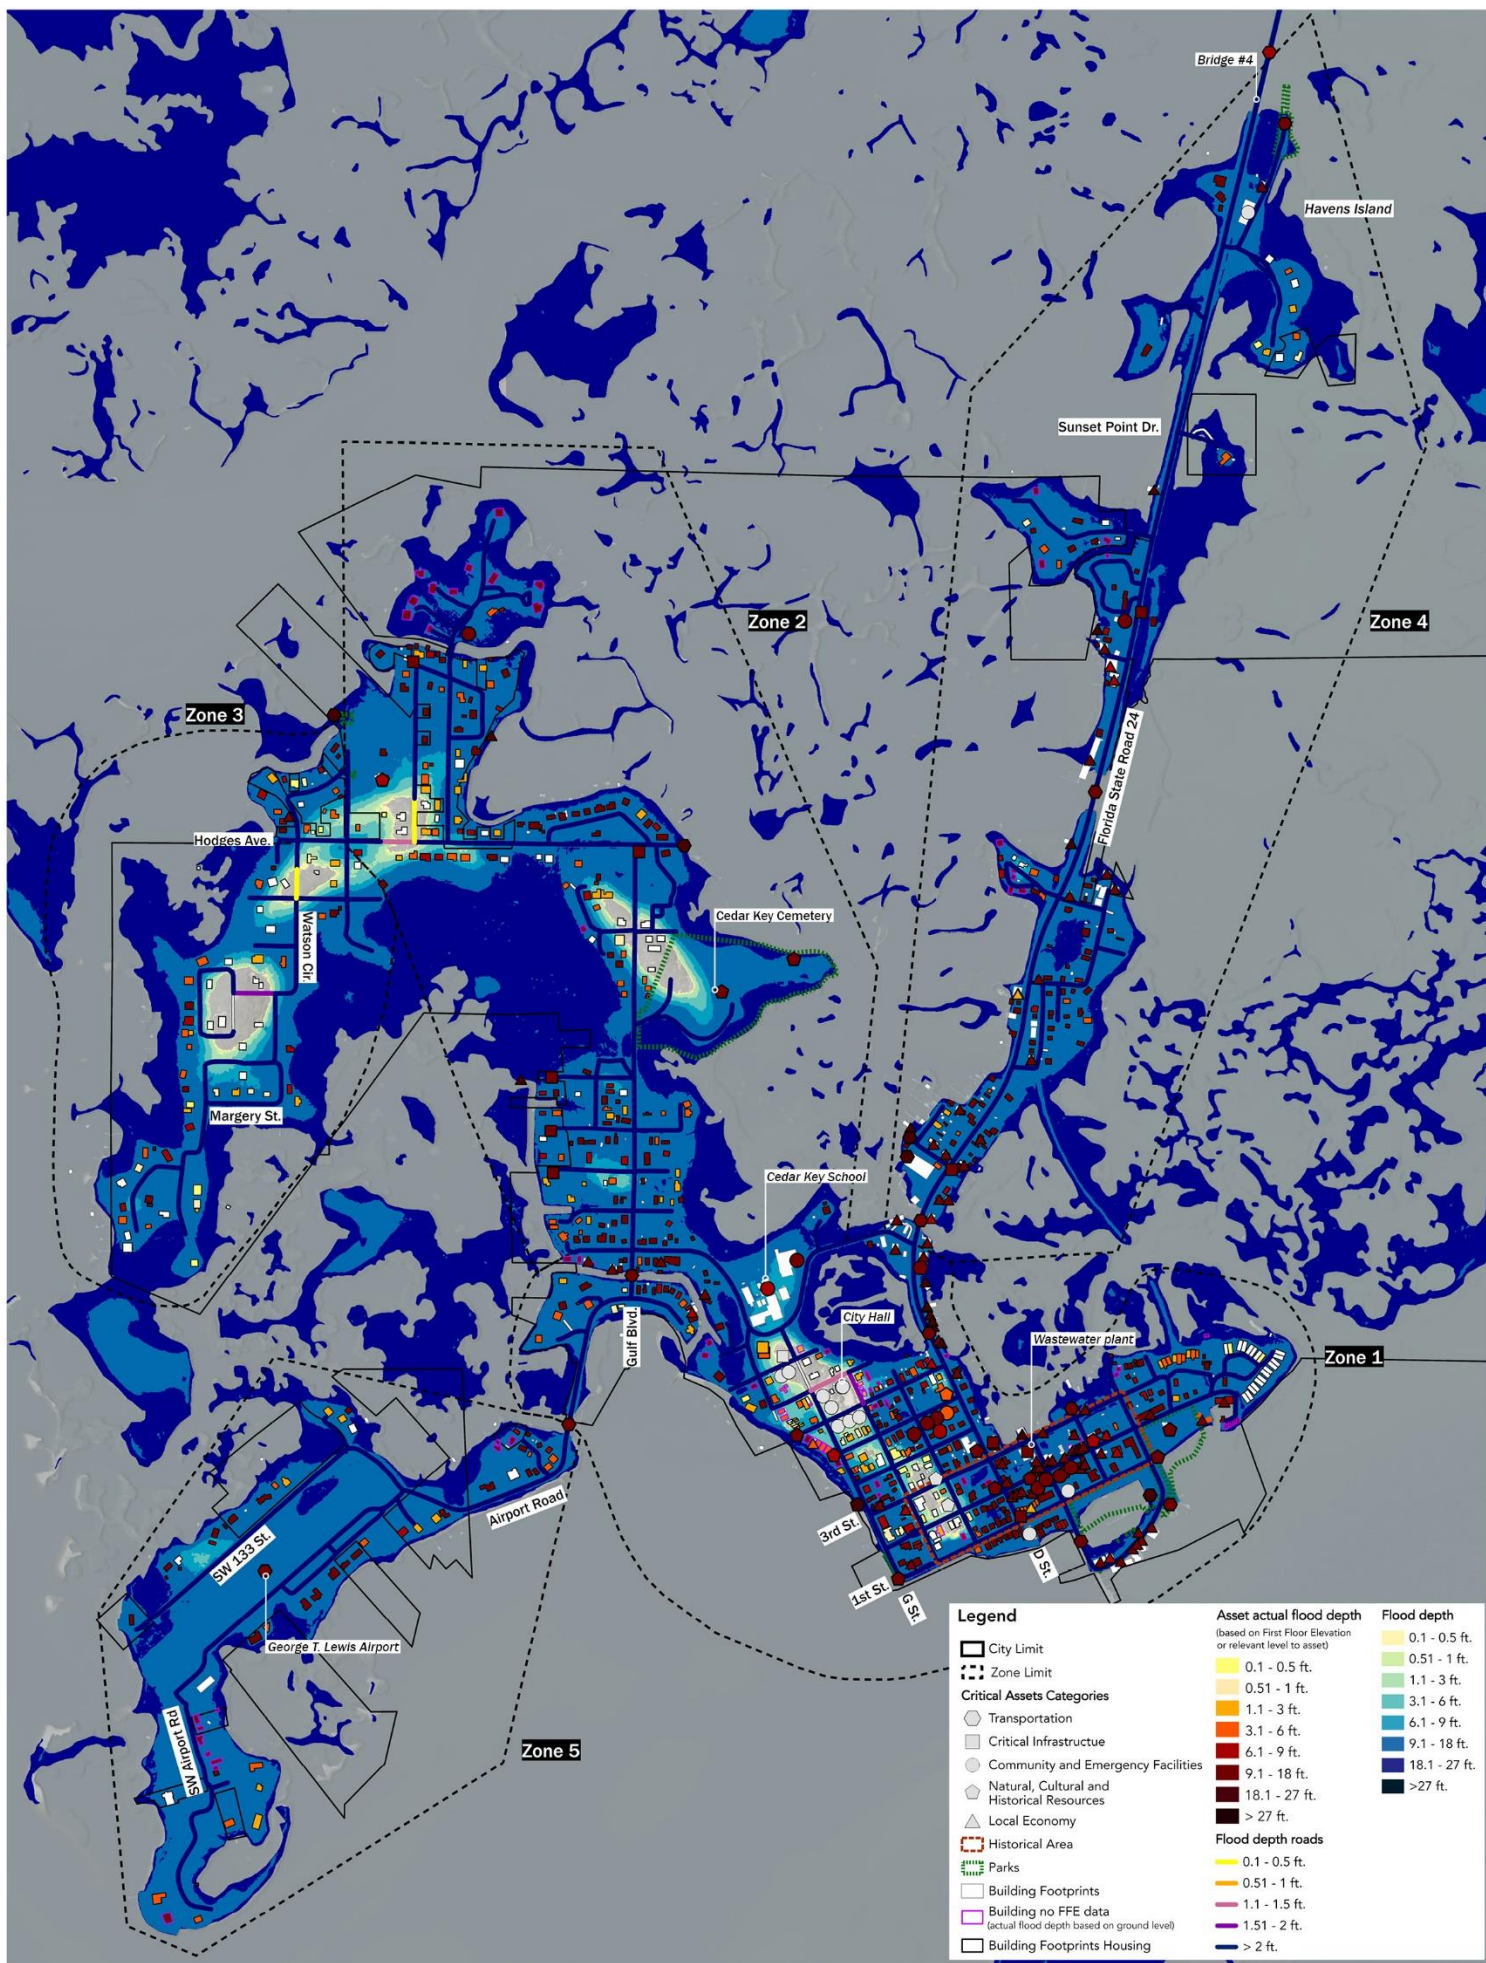 Bridge #4
Havens Island
Sunset Point Dr.
Zone 2
Zone 4
Zone 3
Florida State Road 24
Hodges Ave.
Cedar Key Cemetery
Watson Cir.
Margery St.
Cedar Key School
City Hall
Gulf Blvd.
Wastewater plant
Zone 1
Airport Road
3rd St.
SW 133 St.
D St.
1st St.
G St.
George T. Lewis Airport
SW Airport Rd
Zone 5
Legend
City Limit
Zone Limit
Critical Assets Categories
Transportation
Critical Infrastructue
Community and Emergency Facilities
Natural, Cultural and
Historical Resources
Local Economy
Historical Area
Parks
Building Footprints
Building no FFE data
(actual flood depth based on ground level)
Building Footprints Housing
Asset actual flood depth
(based on First Floor Elevation
or relevant level to asset)
0.1 - 0.5 ft.
0.51 - 1 ft.
1.1 - 3 ft.
3.1 - 6 ft.
6.1 - 9 ft.
9.1 - 18 ft.
18.1 - 27 ft.
> 27 ft.
Flood depth roads
0.1 - 0.5 ft.
0.51 - 1 ft.
1.1 - 1.5 ft.
1.51 - 2 ft.
> 2 ft.
Flood depth
0.1 - 0.5 ft.
0.51 - 1 ft.
1.1 - 3 ft.
3.1 - 6 ft.
6.1 - 9 ft.
9.1 - 18 ft.
18.1 - 27 ft.
>27 ft.